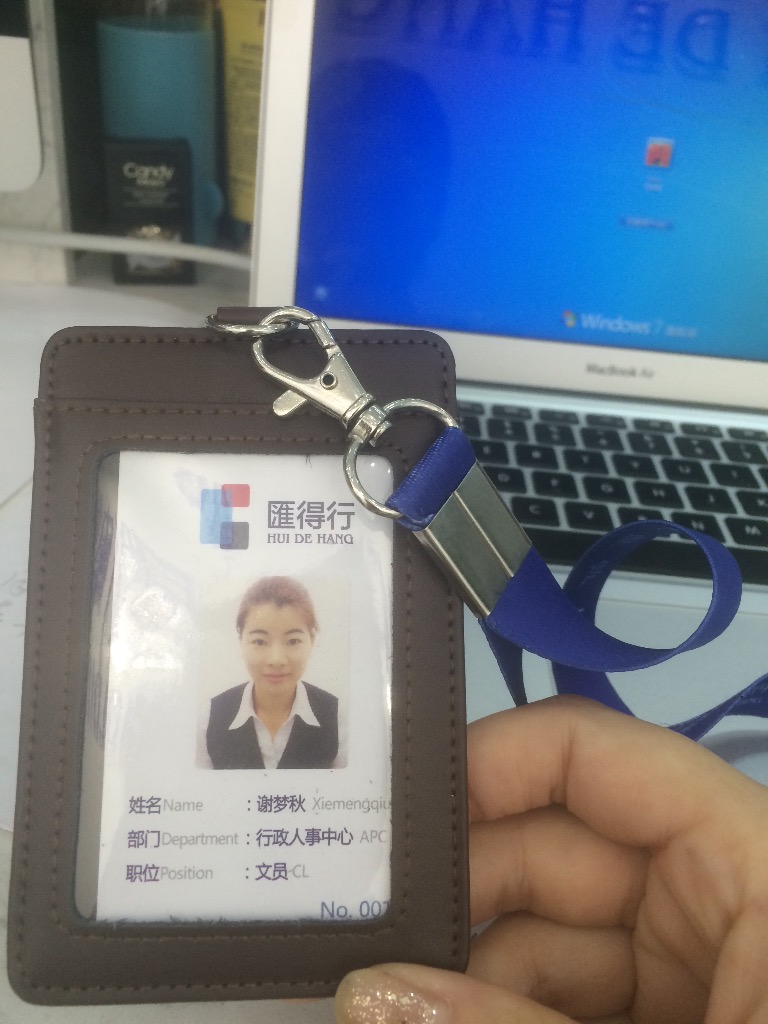 DE HANG
Candy
Windows 7
MacBook Air
匯得行
HUI DE HANG
姓名Name : 谢梦秋 Xiemengqiu
部门Department : 行政人事中心 APC
职位Position : 文员 CL
No. 00